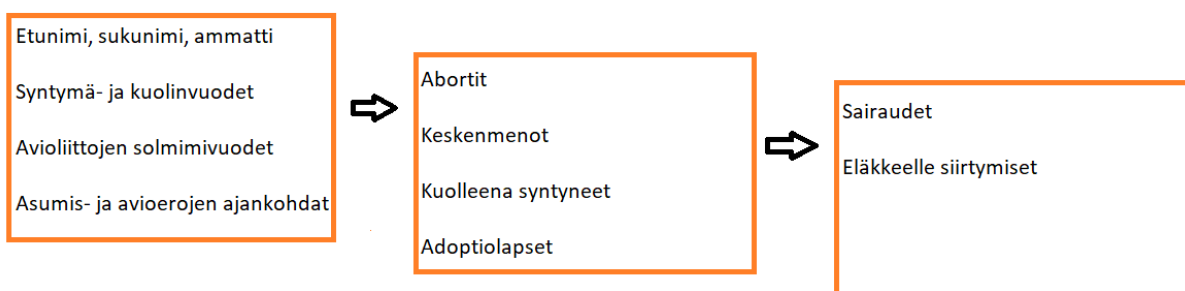 Etunimi, sukunimi, ammatti
Syntymä- ja kuolinvuodet
Avioliittojen solmimivuodet
Asumis- ja avioerojen ajankohdat
Abortit
Keskenmenot
Kuolleena syntyneet
Adoptiolapset
Sairaudet
Eläkkeelle siirtymiset